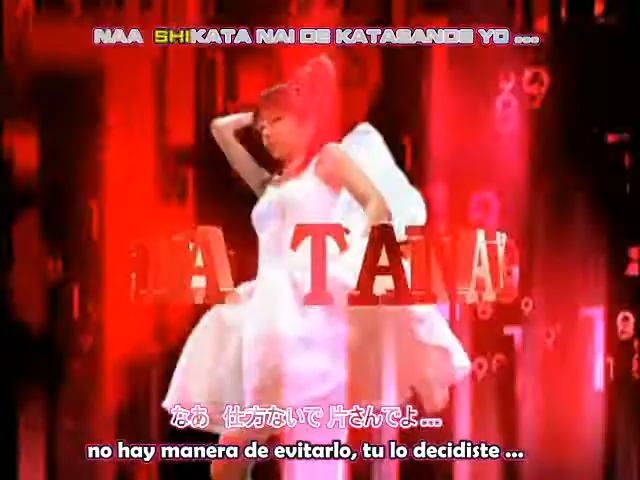 NAA SHIKATA NAI DE KATASANDE YO ...
A TANA
なあ 仕方ないで 片さんでよ...
no hay manera de evitarlo, tu lo decidiste ...